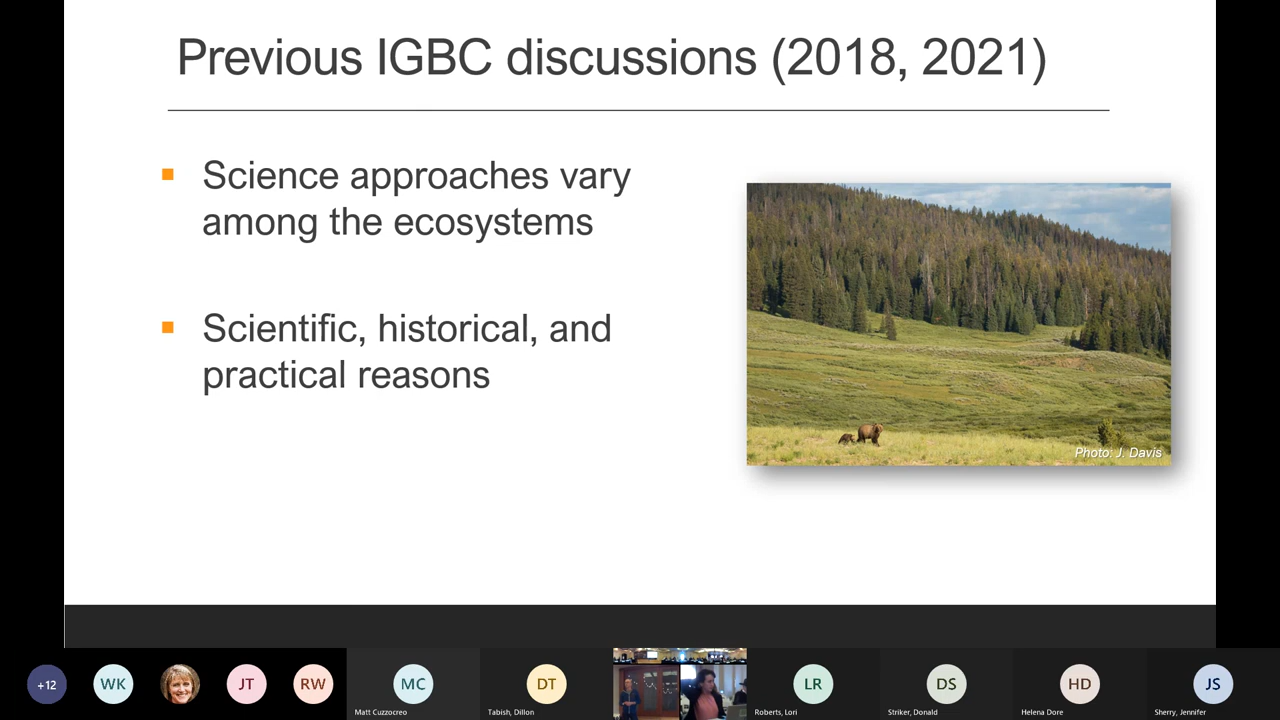 Previous IGBC discussions (2018, 2021)
Science approaches vary
among the ecosystems
Scientific, historical, and
practical reasons
Photo: J. Davis
+12
WK
JT
RW
MC
Matt Cuzzocreo
DT
Tabish, Dillon
LR
Roberts, Lori
DS
Striker, Donald
HD
Helena Dore
JS
Sherry, Jennifer